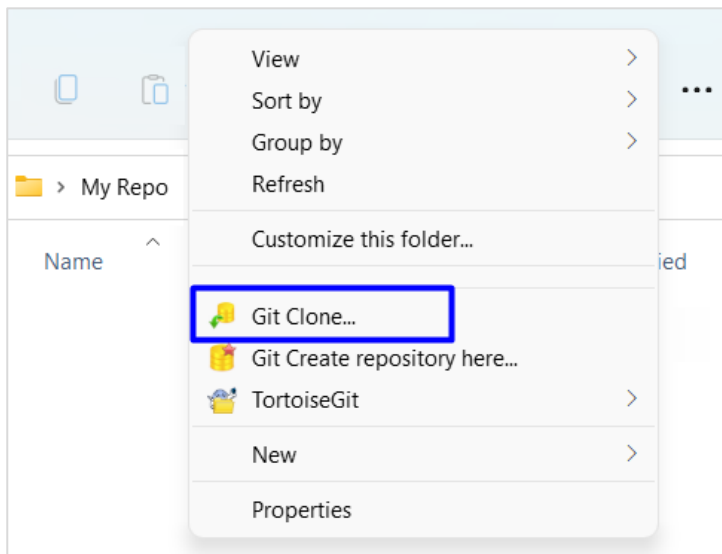 View
Sort by
Group by
My Repo
Refresh
Customize this folder...
Name
ied
Git Clone...
Git Create repository here...
TortoiseGit
New
Properties